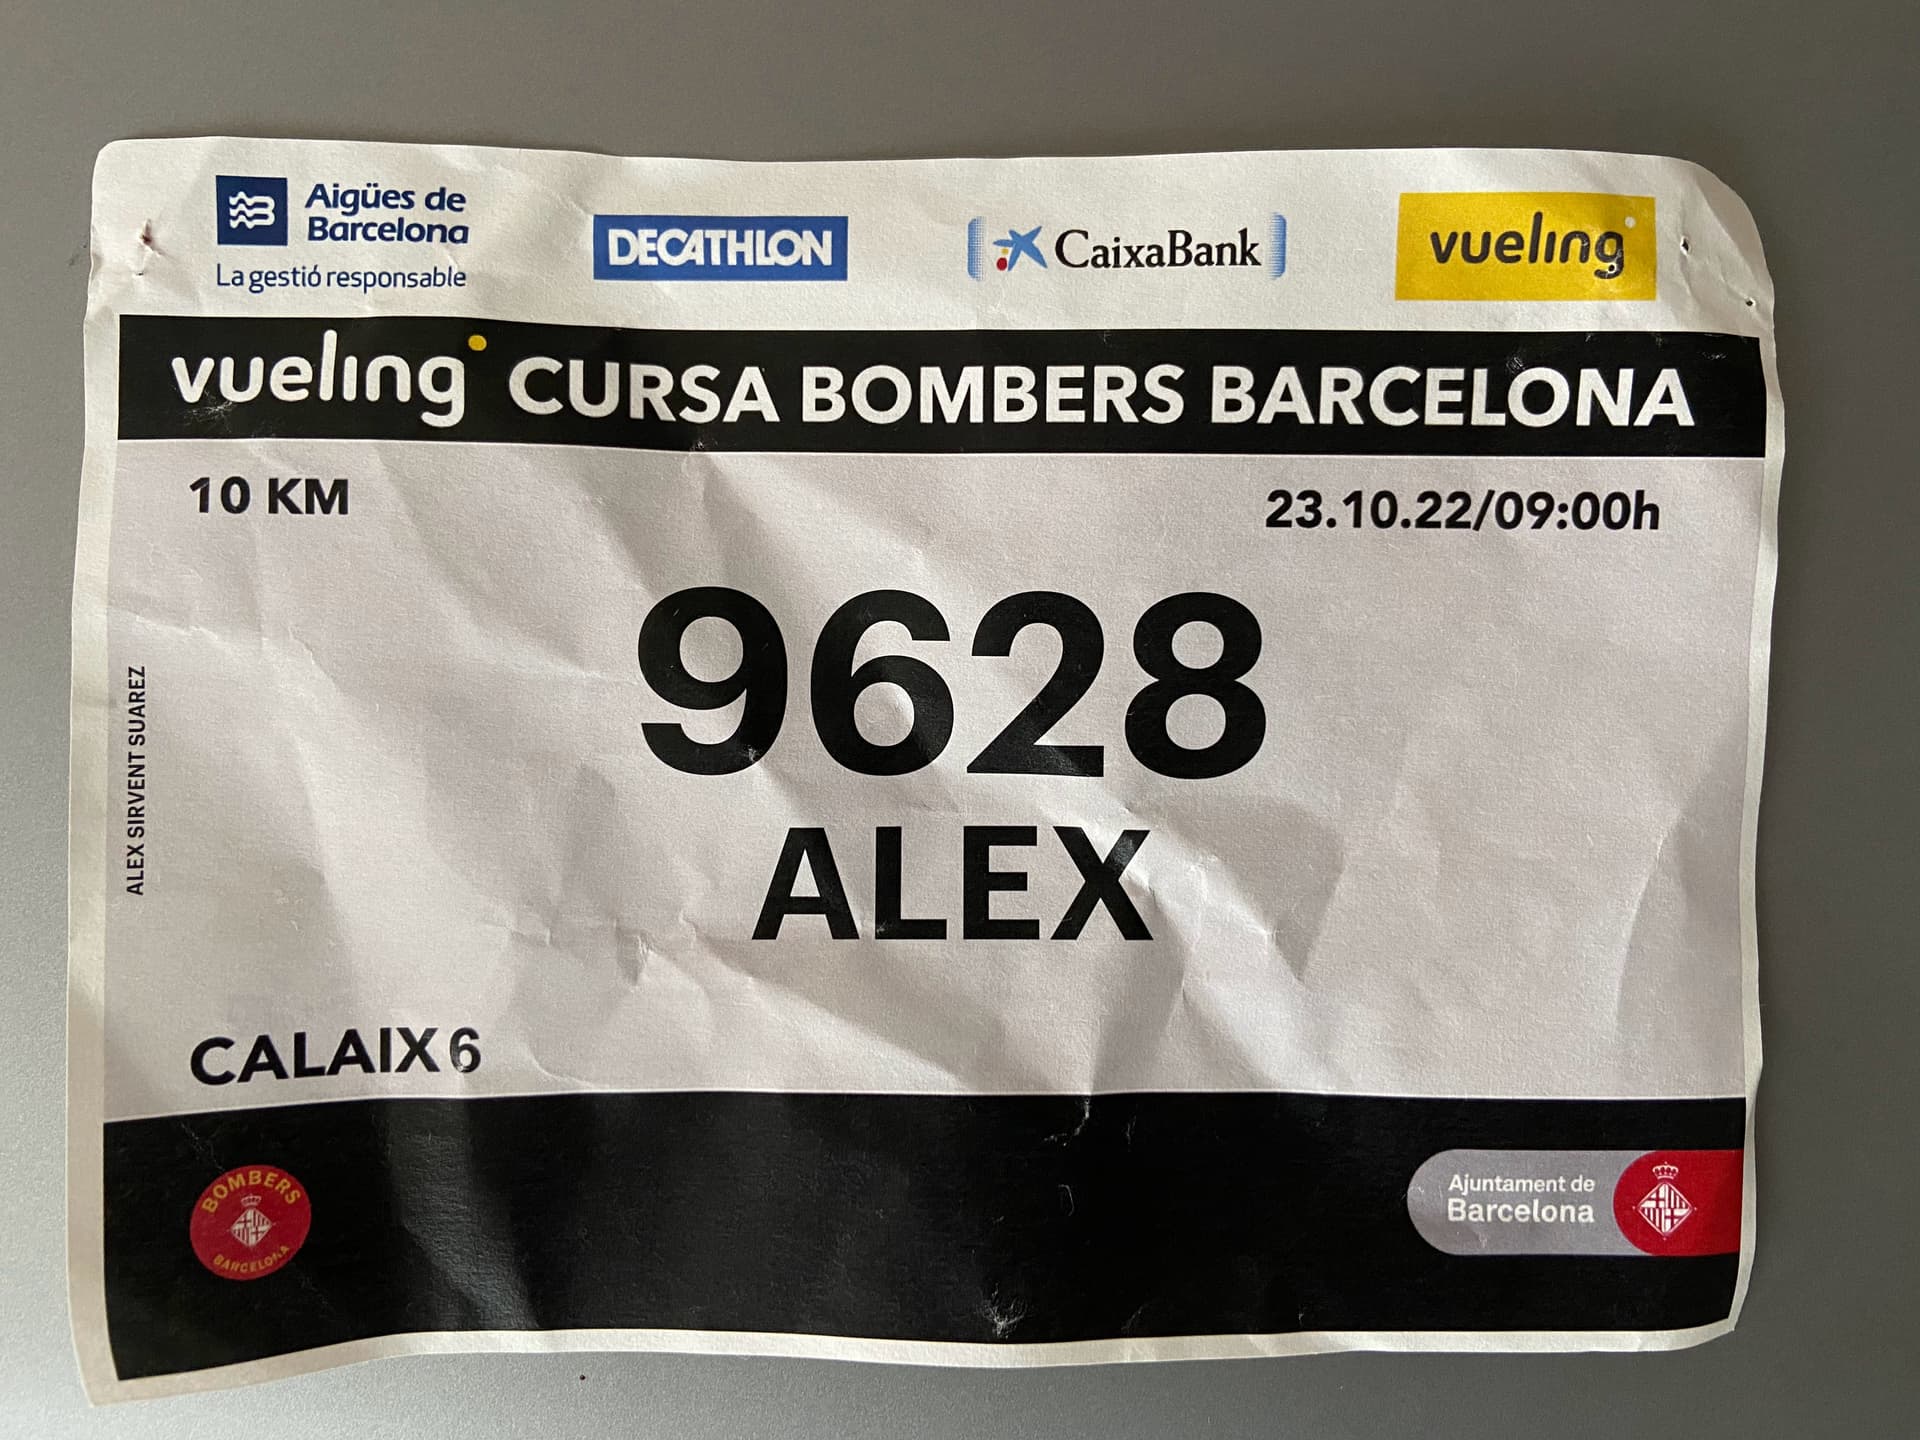 Aigües de
Barcelona
La gestió responsable
DECATHLON
CaixaBank
vueling
vueling CURSA BOMBERS BARCELONA
10 KM
23.10.22/09:00h
9628
ALEX
ALEX SIRVENT SUAREZ
CALAIX 6
BOMBERS
BARCELONA
Ajuntament de
Barcelona